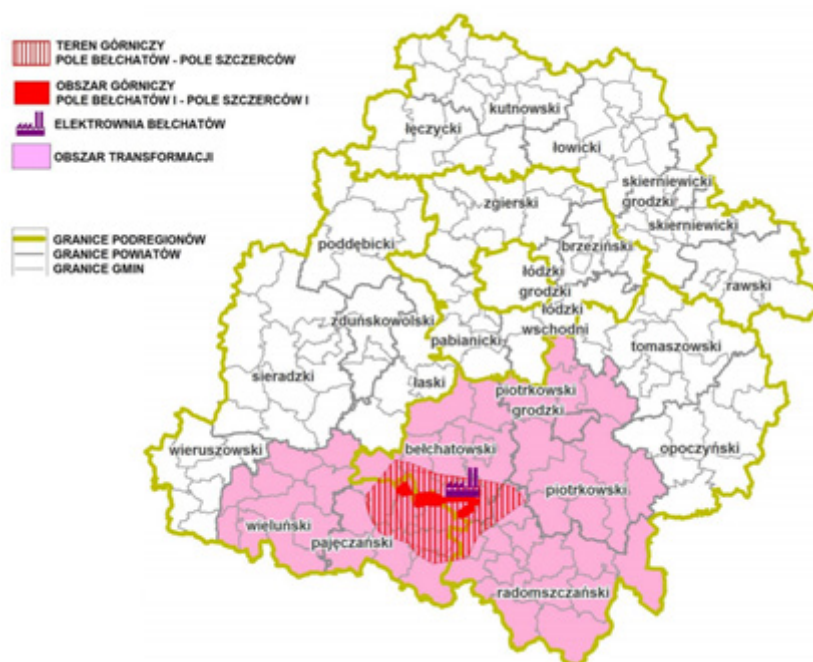 TEREN GÓRNICZY
POLE BEŁCHATÓW - POLE SZCZERCÓW
OBSZAR GÓRNICZY
POLE BEŁCHATÓW I - POLE SZCZERCÓW I
ELEKTROWNIA BEŁCHATÓW
OBSZAR TRANSFORMACJI
GRANICE PODREGIONÓW
GRANICE POWIATÓW
GRANICE GMIN
kutnowski
łęczycki
łowicki
skierniewicki
grodzki
skierniewicki
zgierski
poddębicki
brzeziński
łódzki
grodzki
rawski
łódzki
wschodni
zduńskowolski
pabianicki
tomaszowski
sieradzki
łaski
piotrkowski
grodzki
wieruszowski
bełchatowski
opoczyński
piotrkowski
wieluński
pajęczański
radomszczański